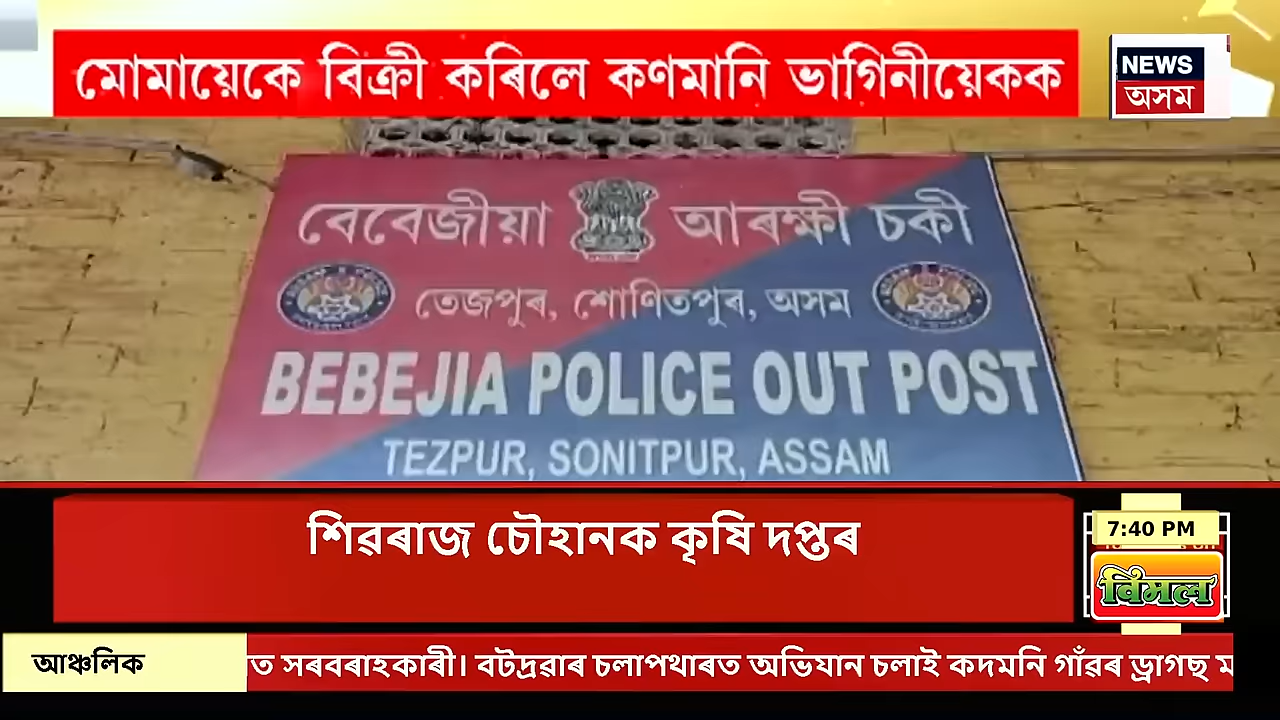 মোমায়েকে বিক্ৰী কৰিলে কণমানি ভাগিনীয়েকক
NEWS
অসম
বেবেজীয়া আৰক্ষী চকী
তেজপুৰ, শোণিতপুৰ, অসম
BEBEJIA POLICE OUT POST
TEZPUR, SONITPUR, ASSAM
শিৱৰাজ চৌহানক কৃষি দপ্তৰ
7:40 PM
বিমল
আঞ্চলিক
ত সৰবৰাহকাৰী। বটদ্ৰৱাৰ চলাপথাৰত অভিযান চলাই কদমনি গাঁৱৰ ড্ৰাগছ ম